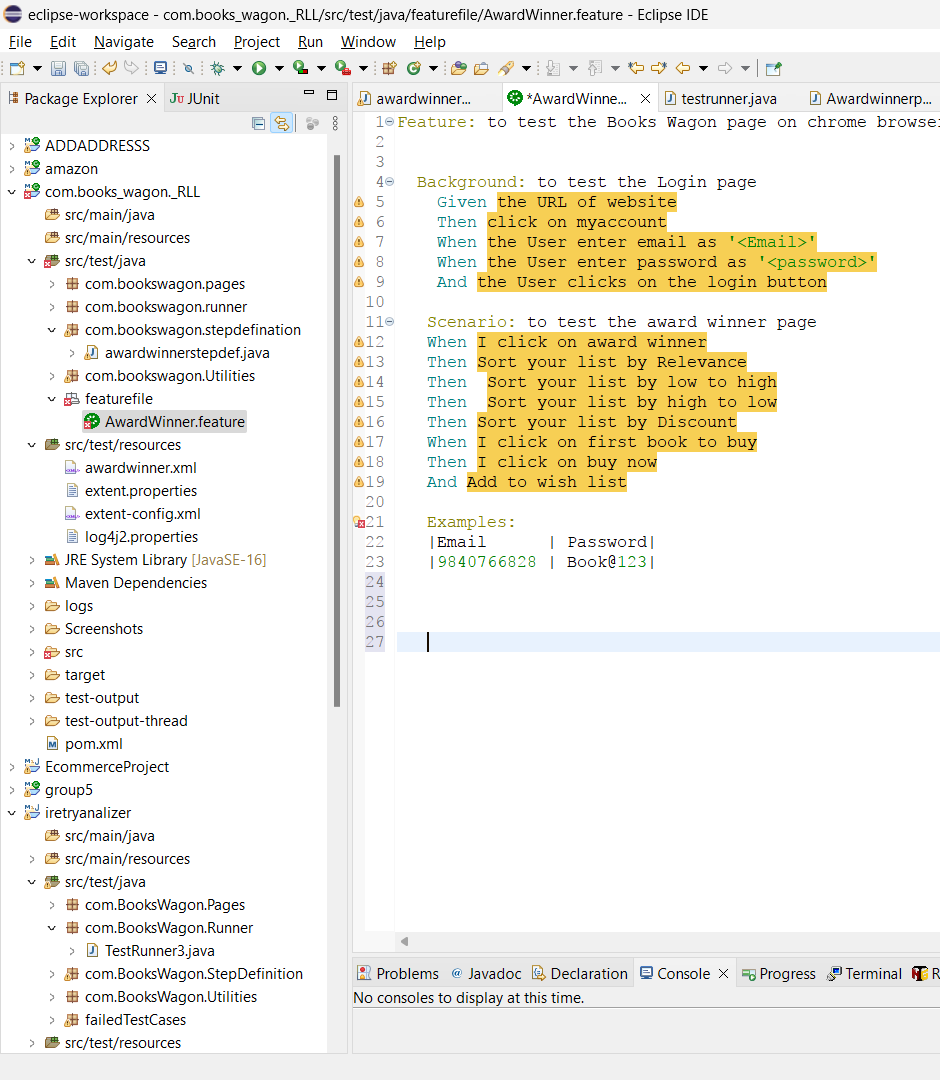 eclipse-workspace - com.books_wagon._RLL/src/test/java/featurefile/AwardWinner.feature - Eclipse IDE
File Edit Navigate Search Project Run Window Help
Package Explorer JUnit
ADDADDRESSS
amazon
com.books_wagon._RLL
src/main/java
src/main/resources
src/test/java
com.bookswagon.pages
com.bookswagon.runner
com.bookswagon.stepdefination
awardwinnerstepdef.java
com.bookswagon.Utilities
featurefile
AwardWinner.feature
src/test/resources
awardwinner.xml
extent.properties
extent-config.xml
log4j2.properties
JRE System Library [JavaSE-16]
Maven Dependencies
logs
Screenshots
src
target
test-output
test-output-thread
pom.xml
EcommerceProject
group5
iretryanalizer
src/main/java
src/main/resources
src/test/java
com.BooksWagon.Pages
com.BooksWagon.Runner
TestRunner3.java
com.BooksWagon.StepDefinition
com.BooksWagon.Utilities
failedTestCases
src/test/resources
awardwinner... *AwardWinne... testrunner.java Awardwinnerp...
1 Feature: to test the Books Wagon page on chrome browser
2
3
4 Background: to test the Login page
5 Given the URL of website
6 Then click on myaccount
7 When the User enter email as '<Email>'
8 When the User enter password as '<password>'
9 And the User clicks on the login button
10
11 Scenario: to test the award winner page
12 When I click on award winner
13 Then Sort your list by Relevance
14 Then  Sort your list by low to high
15 Then  Sort your list by high to low
16 Then Sort your list by Discount
17 When I click on first book to buy
18 Then I click on buy now
19 And Add to wish list
20
21 Examples:
22 |Email      | Password|
23 |9840766828 | Book@123|
24
25
26
27
Problems Javadoc Declaration Console Progress Terminal R
No consoles to display at this time.